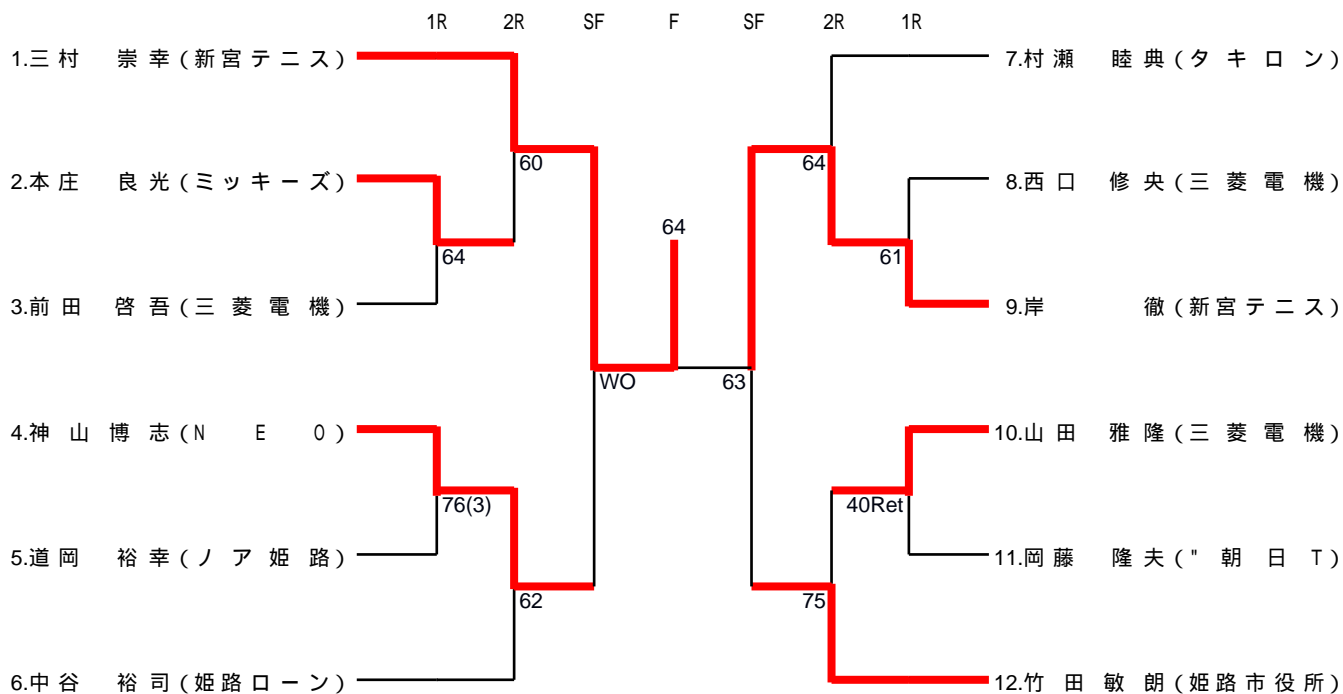 1R 2R SF F SF 2R 1R
1.三村 崇幸(新宮テニス)
7.村瀬 睦典(タキロン)
60
64
2.本庄 良光(ミッキーズ)
8.西口 修央(三菱電機)
64
64
61
3.前田 啓吾(三菱電機)
9.岸 徹(新宮テニス)
WO
63
4.神山博志(N E O)
10.山田 雅隆(三菱電機)
76(3)
40Ret
5.道岡 裕幸(ノア姫路)
11.岡藤 隆夫("朝日T)
62
75
6.中谷 裕司(姫路ローン)
12.竹田敏朗(姫路市役所)